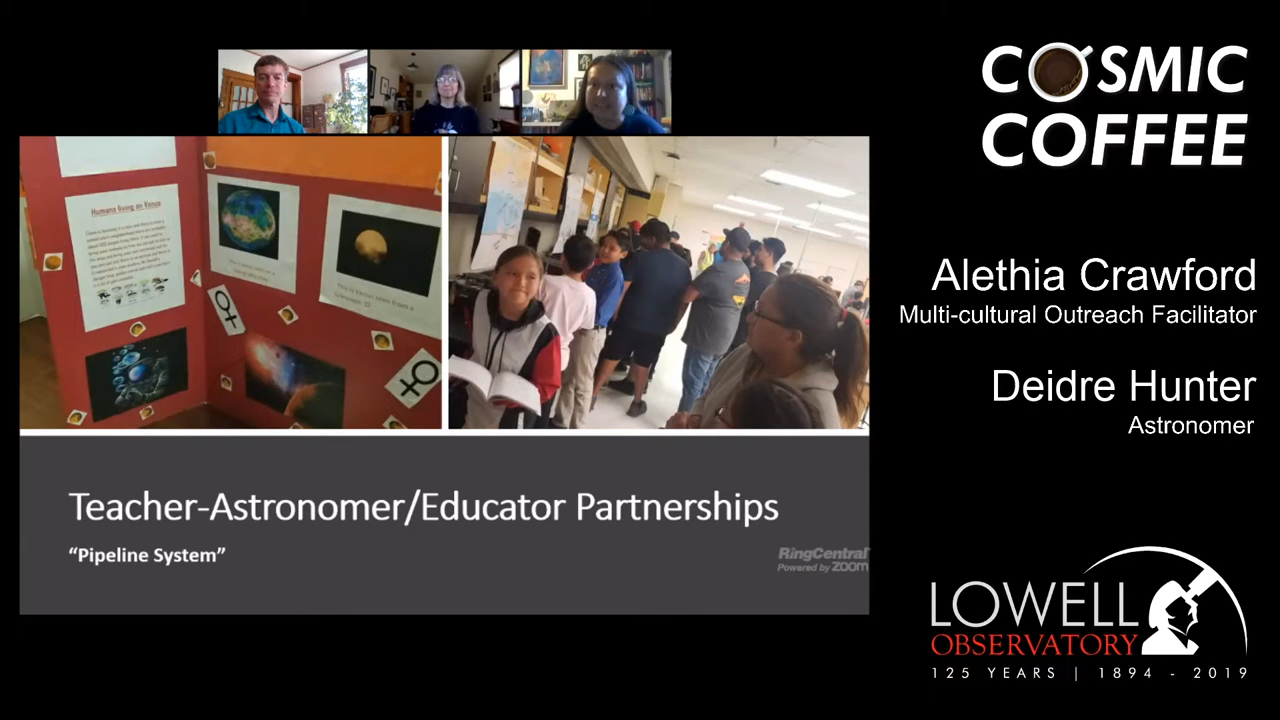 COSMIC
COFFEE
Humans living on Venus
Alethia Crawford
Multi-cultural Outreach Facilitator
Deidre Hunter
Astronomer
Teacher-Astronomer/Educator Partnerships
“Pipeline System”
RingCentral
Powered by zoom
LOWELL
OBSERVATORY
125 YEARS | 1894 - 2019